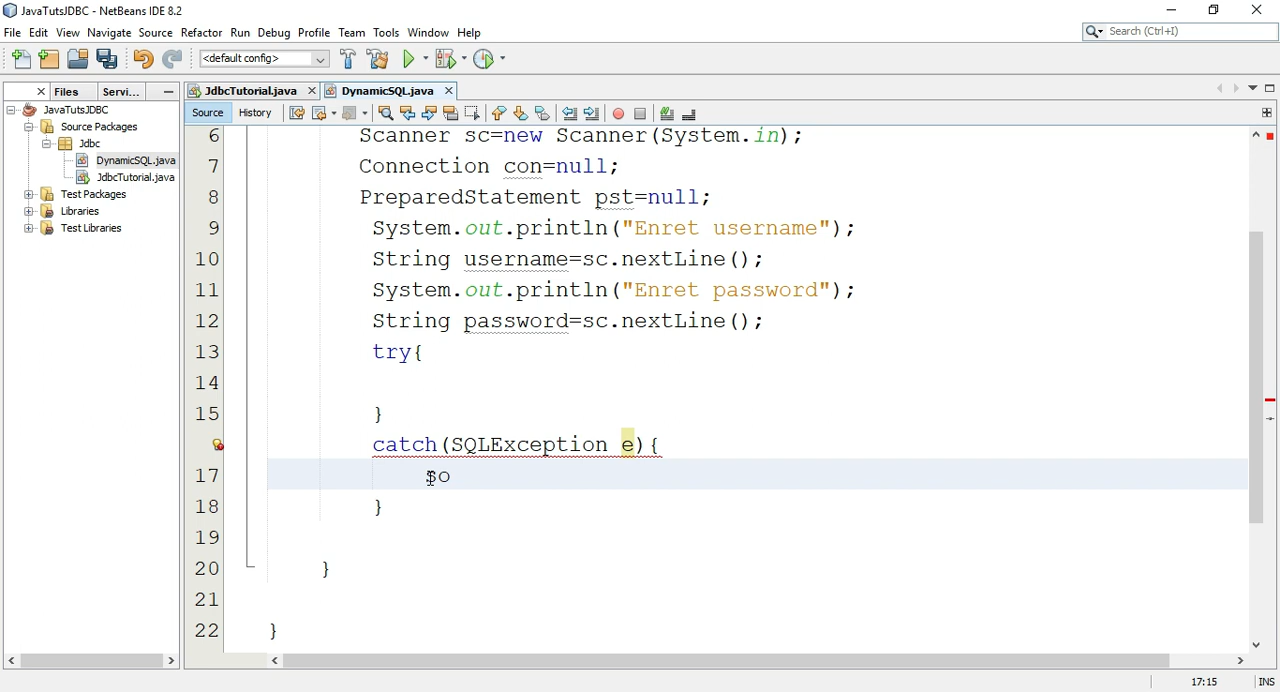 JavaTutsJDBC - NetBeans IDE 8.2
File Edit View Navigate Source Refactor Run Debug Profile Team Tools Window Help
Search (Ctrl+I)
<default config>
Files Servi...
JdbcTutorial.java DynamicSQL.java
Source History
JavaTutsJDBC
Source Packages
Jdbc
DynamicSQL.java
JdbcTutorial.java
Test Packages
Libraries
Test Libraries
6 Scanner sc=new Scanner(System.in);
7 Connection con=null;
8 PreparedStatement pst=null;
9 System.out.println("Enret username");
10 String username=sc.nextLine();
11 System.out.println("Enret password");
12 String password=sc.nextLine();
13 try{
14
15 }
catch(SQLException e){
17 so
18 }
19
20 }
21
22 }
17:15 INS